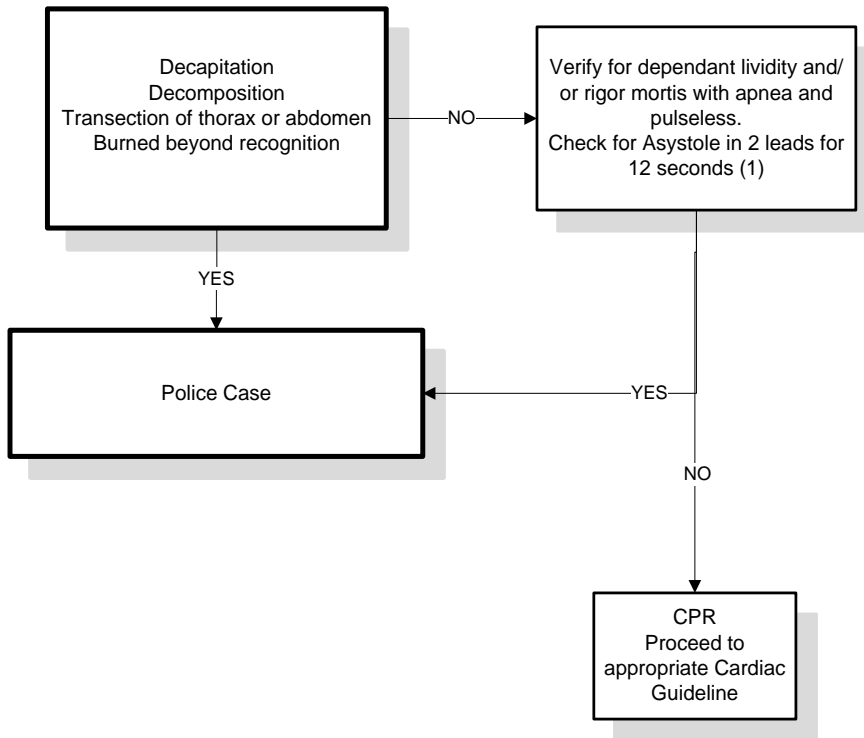 Decapitation
Decomposition
Transection of thorax or abdomen
Burned beyond recognition
NO
Verify for dependant lividity and/
or rigor mortis with apnea and
pulseless.
Check for Asystole in 2 leads for
12 seconds (1)
YES
Police Case
YES
NO
CPR
Proceed to
appropriate Cardiac
Guideline